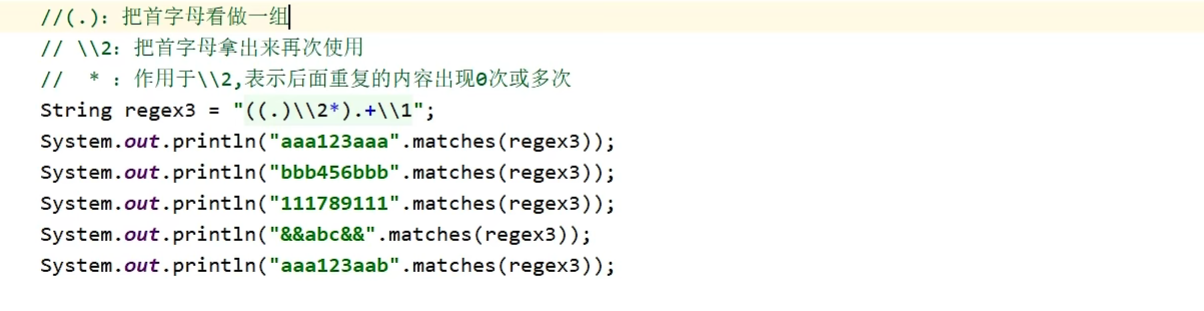 //(.): 把首字母看做一组
// \\2: 把首字母拿出来再次使用
//  * : 作用于\\2,表示后面重复的内容出现0次或多次
String regex3 = "((.)\\2*).+\\1";
System.out.println("aaa123aaa".matches(regex3));
System.out.println("bbb456bbb".matches(regex3));
System.out.println("111789111".matches(regex3));
System.out.println("&&abc&&".matches(regex3));
System.out.println("aaa123aab".matches(regex3));